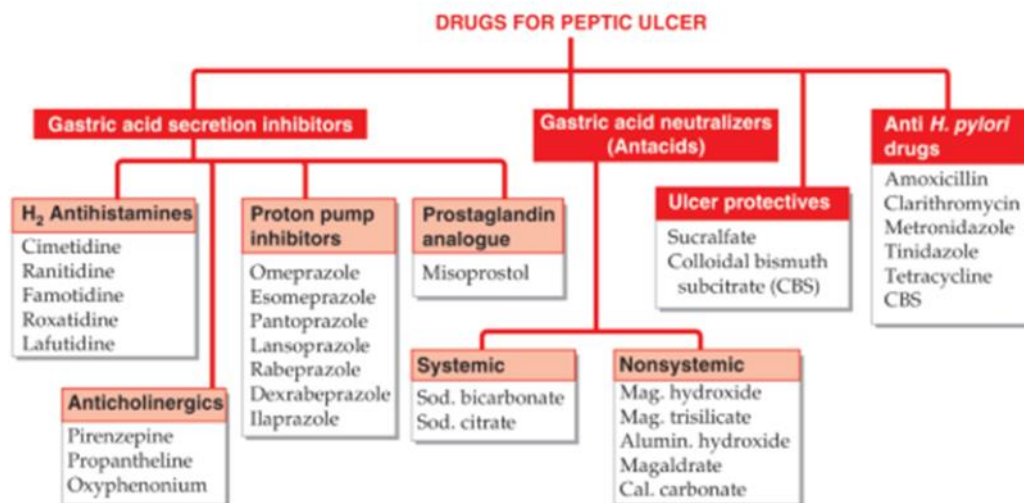 DRUGS FOR PEPTIC ULCER
Gastric acid secretion inhibitors
H₂ Antihistamines
Cimetidine
Ranitidine
Famotidine
Roxatidine
Lafutidine
Anticholinergics
Pirenzepine
Propantheline
Oxyphenonium
Proton pump
inhibitors
Omeprazole
Esomeprazole
Pantoprazole
Lansoprazole
Rabeprazole
Dexrabeprazole
Ilaprazole
Prostaglandin
analogue
Misoprostol
Gastric acid neutralizers
(Antacids)
Systemic
Sod. bicarbonate
Sod. citrate
Nonsystemic
Mag. hydroxide
Mag. trisilicate
Alumin. hydroxide
Magaldrate
Cal. carbonate
Ulcer protectives
Sucralfate
Colloidal bismuth
subcitrate (CBS)
Anti H. pylori
drugs
Amoxicillin
Clarithromycin
Metronidazole
Tinidazole
Tetracycline
CBS